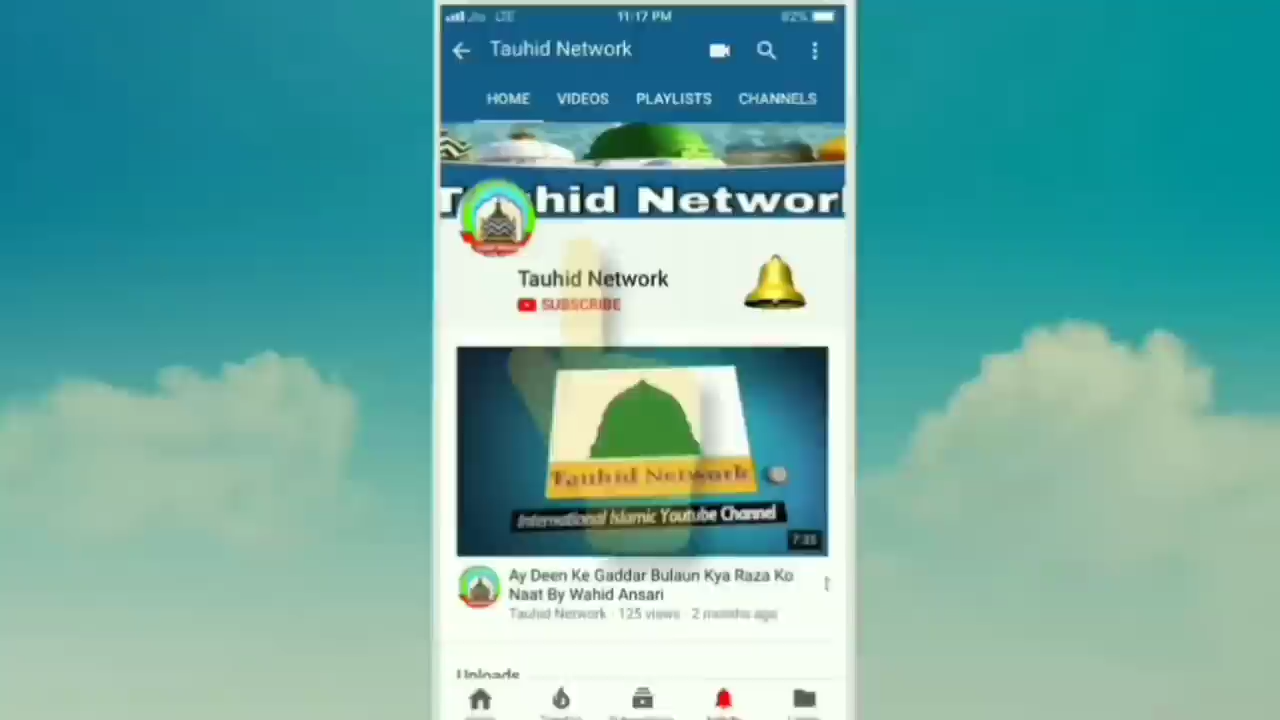 LTE 11:17 PM 82%
Tauhid Network
HOME VIDEOS PLAYLISTS CHANNELS
hid Networ
Tauhid Network
SUBSCRIBE
Tauhid Network
International Islamic Youtube Channel
7:35
Ay Deen Ke Gaddar Bulaun Kya Raza Ko
Naat By Wahid Ansari
Tauhid Network · 125 views · 2 months ago
Uploads